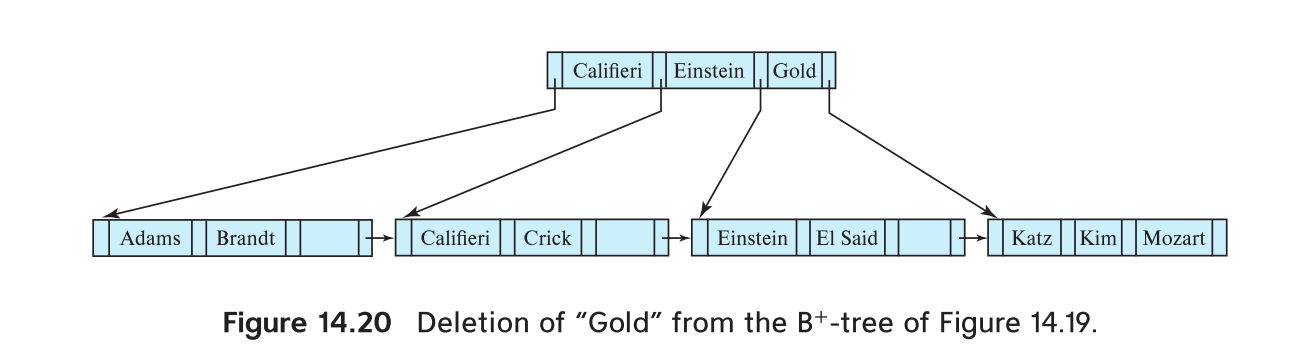 Califieri Einstein Gold
Adams Brandt Califieri Crick Einstein El Said Katz Kim Mozart
Figure 14.20 Deletion of “Gold” from the B+-tree of Figure 14.19.